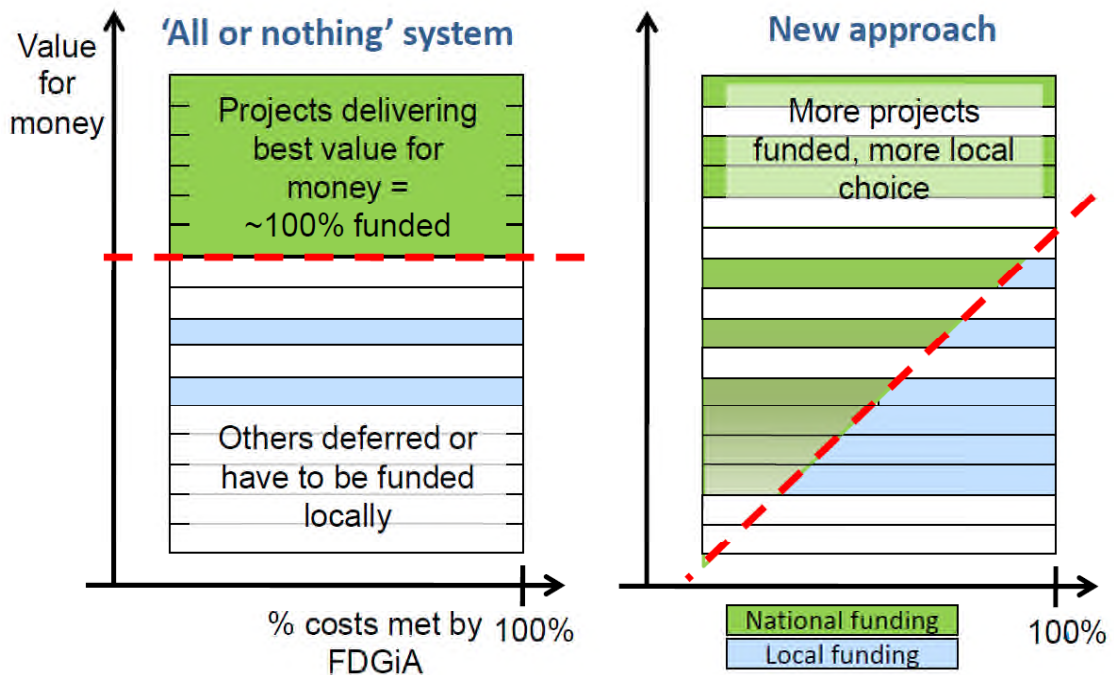 Value
for
money
'All or nothing' system
Projects delivering
best value for
money =
~100% funded
Others deferred or
have to be funded
locally
% costs met by
FDGiA
100%
New approach
More projects
funded, more local
choice
National funding
Local funding
100%